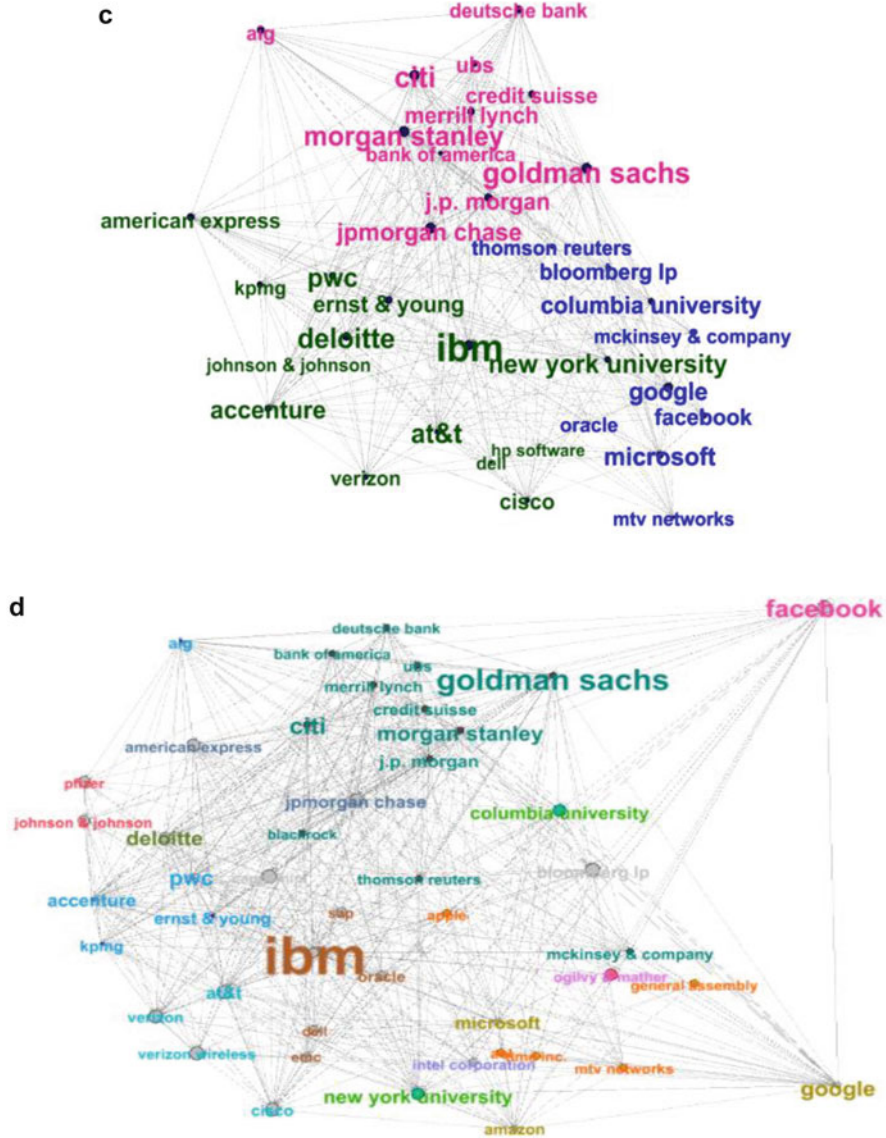 c
deutsche bank
aig
ubs
citi
credit suisse
merrill lynch
morgan stanley
bank of america
goldman sachs
j.p. morgan
american express
jpmorgan chase
thomson reuters
bloomberg lp
pwc
kpmg
ernst & young
columbia university
deloitte
mckinsey & company
ibm
johnson & johnson
new york university
google
accenture
facebook
oracle
at&t
hp software
dell
microsoft
verizon
cisco
mtv networks
d
facebook
deutsche bank
aig
bank of america
ubs
goldman sachs
merrill lynch
credit suisse
citi
morgan stanley
american express
j.p. morgan
pfizer
jpmorgan chase
columbia university
johnson & johnson
blackrock
deloitte
bloomberg lp
pwc
thomson reuters
accenture
sap
apple
ernst & young
kpmg
ibm
mckinsey & company
oracle
ogilvy & mather
general assembly
at&t
verizon
microsoft
dell
verizon wireless
emc
aol
time inc.
intel corporation
mtv networks
google
new york university
cisco
amazon